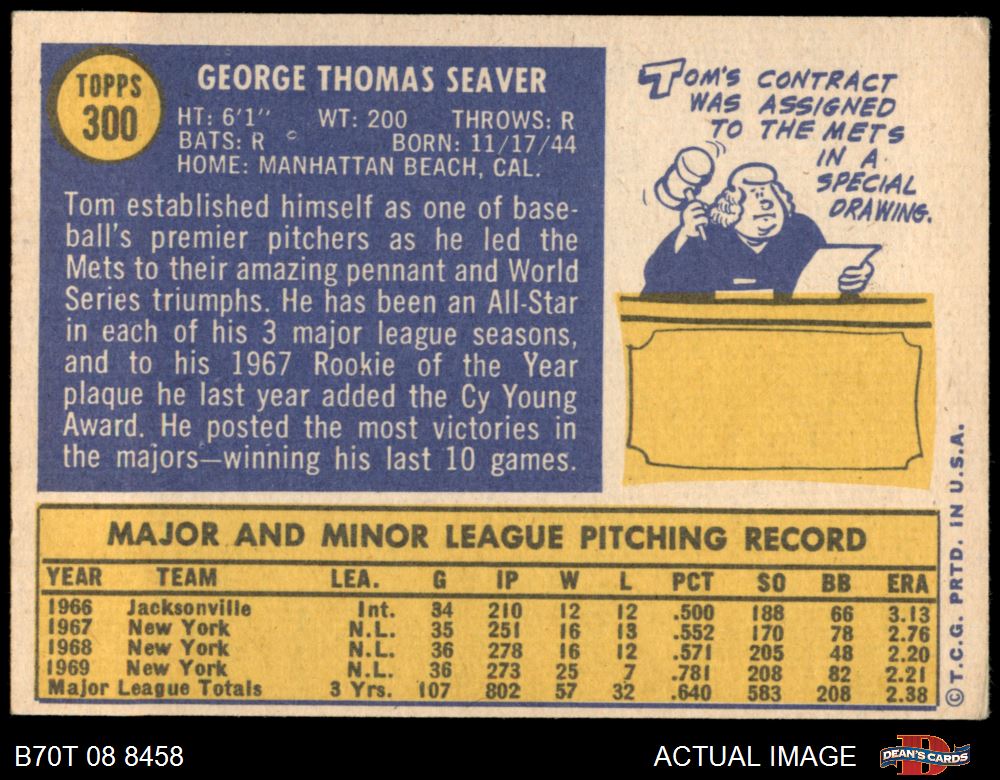 TOPPS
300
GEORGE THOMAS SEAVER
HT: 6'1" WT: 200 THROWS: R
BATS: R BORN: 11/17/44
HOME: MANHATTAN BEACH, CAL.
Tom established himself as one of base-
ball's premier pitchers as he led the
Mets to their amazing pennant and World
Series triumphs. He has been an All-Star
in each of his 3 major league seasons,
and to his 1967 Rookie of the Year
plaque he last year added the Cy Young
Award. He posted the most victories in
the majors—winning his last 10 games.
TOM'S CONTRACT
WAS ASSIGNED
TO THE METS
IN A
SPECIAL
DRAWING.
MAJOR AND MINOR LEAGUE PITCHING RECORD
YEAR TEAM LEA. G IP W L PCT SO BB ERA
1966 Jacksonville Int. 34 210 12 12 .500 188 66 3.13
1967 New York N.L. 35 251 16 13 .552 170 78 2.76
1968 New York N.L. 36 278 16 12 .571 205 48 2.20
1969 New York N.L. 36 273 25 7 .781 208 82 2.21
Major League Totals 3 Yrs. 107 802 57 32 .640 583 208 2.38
© T.C.G. PRTD. IN U.S.A.
B70T 08 8458
ACTUAL IMAGE
DEAN'S CARDS